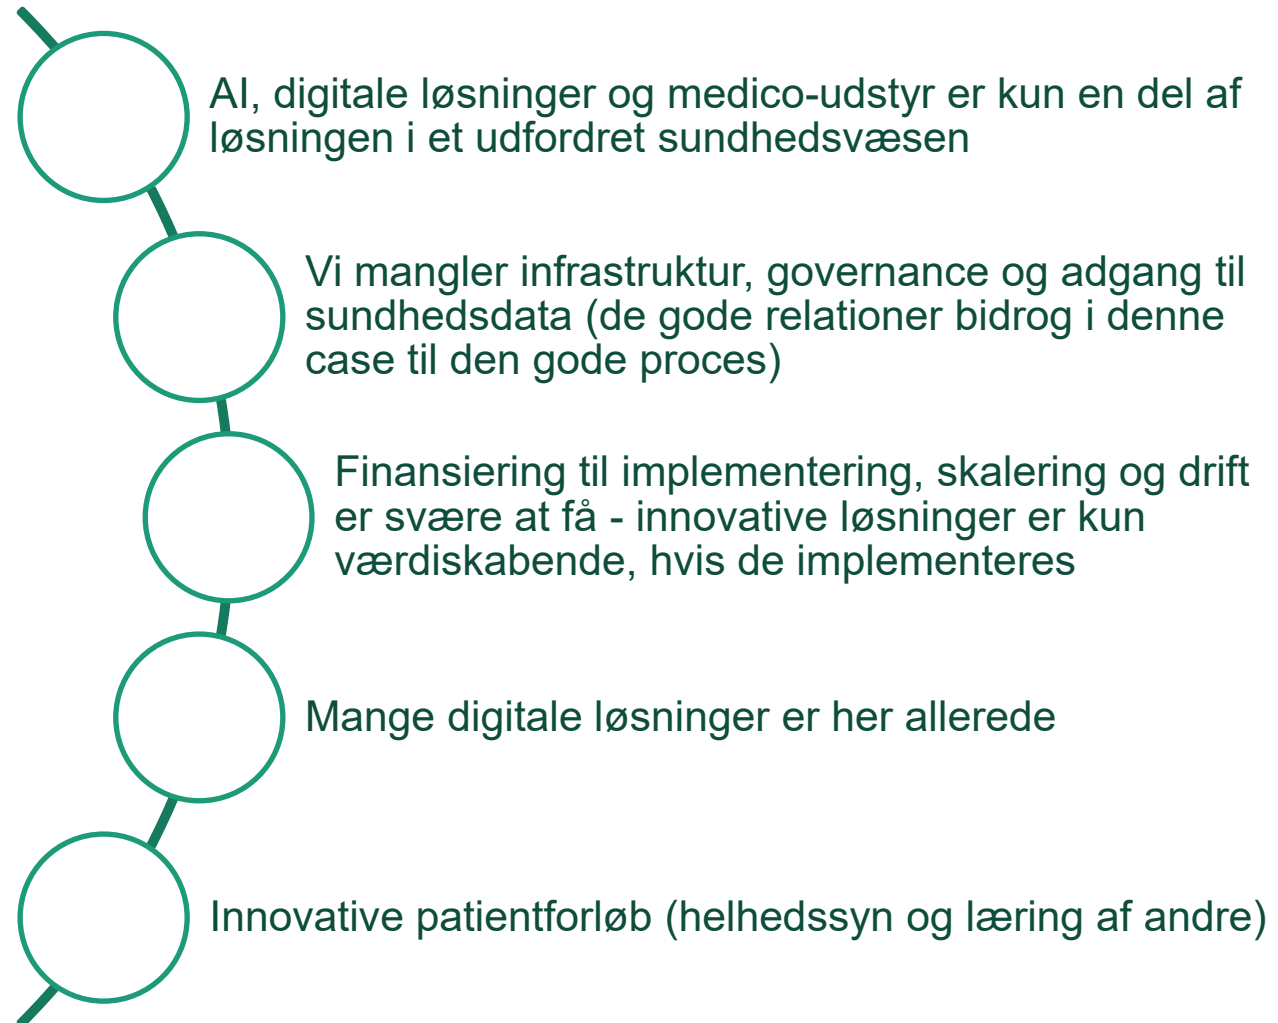 AI, digitale løsninger og medico-udstyr er kun en del af
løsningen i et udfordret sundhedsvæsen
Vi mangler infrastruktur, governance og adgang til
sundhedsdata (de gode relationer bidrog i denne
case til den gode proces)
Finansiering til implementering, skalering og drift
er svære at få - innovative løsninger er kun
værdiskabende, hvis de implementeres
Mange digitale løsninger er her allerede
Innovative patientforløb (helhedssyn og læring af andre)